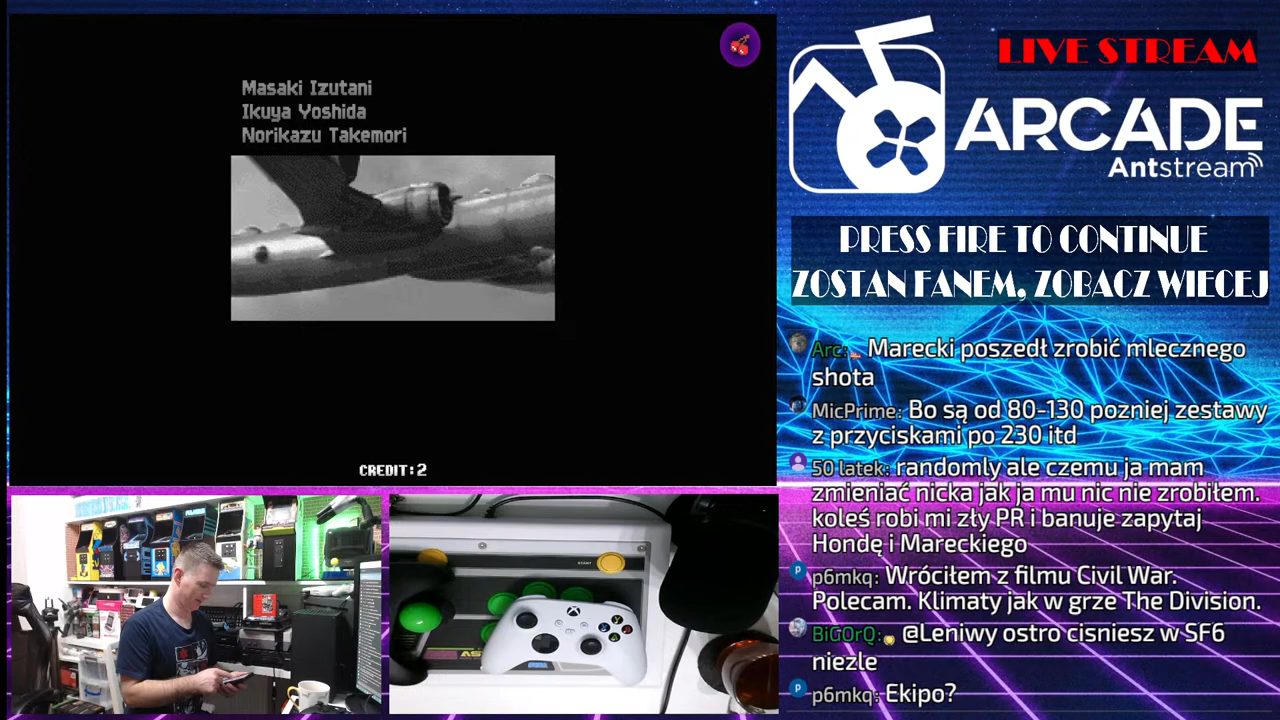 Masaki Izutani
Ikuya Yoshida
Norikazu Takemori
CREDIT:2
LIVE STREAM
ARCADE
Antstream
PRESS FIRE TO CONTINUE
ZOSTAN FANEM, ZOBACZ WIECEJ
Arc: Marecki poszedł zrobić mlecznego
shota
MicPrime: Bo są od 80-130 pozniej zestawy
z przyciskami po 230 itd
50 latek: randomly ale czemu ja mam
zmieniać nicka jak ja mu nic nie zrobiłem.
koleś robi mi zły PR i banuje zapytaj
Hondę i Mareckiego
p p6mkq: Wróciłem z filmu Civil War.
Polecam. Klimaty jak w grze The Division.
BiGOrQ: @Leniwy ostro cisniesz w SF6
niezle
p p6mkq: Ekipo?
START
SEGA